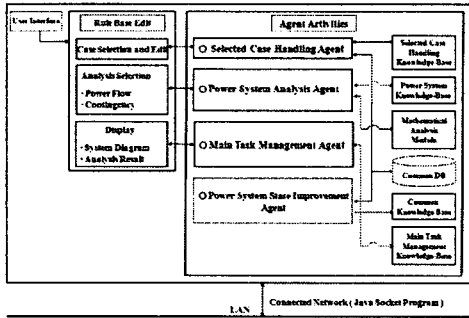 User Interface
Rule Base Edit
Case Selection and Edit
Analysis Selection
· Power Flow
· Contingency
Display
· System Diagram
· Analysis Result
Agent Activities
Selected Case Handling Agent
Power System Analysis Agent
Main Task Management Agent
Power System State Improvement
Agent
Selected Case
Handling
Knowledge Base
Power System
Knowledge-Base
Mathematical
Analysis
Models
Common DB
Common
Knowledge Base
Main Task
Management
Knowledge-Base
LAN
Connected Network ( Java Socket Program )